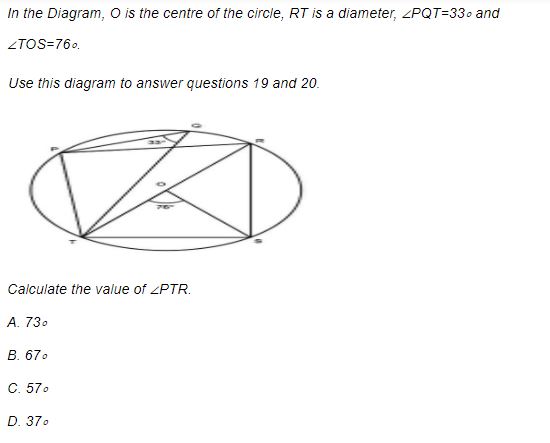 In the Diagram, O is the centre of the circle, RT is a diameter, ∠PQT=33∘ and
∠TOS=76∘.
Use this diagram to answer questions 19 and 20.
Q
P
33°
R
O
76°
T
S
Calculate the value of ∠PTR.
A. 73∘
B. 67∘
C. 57∘
D. 37∘